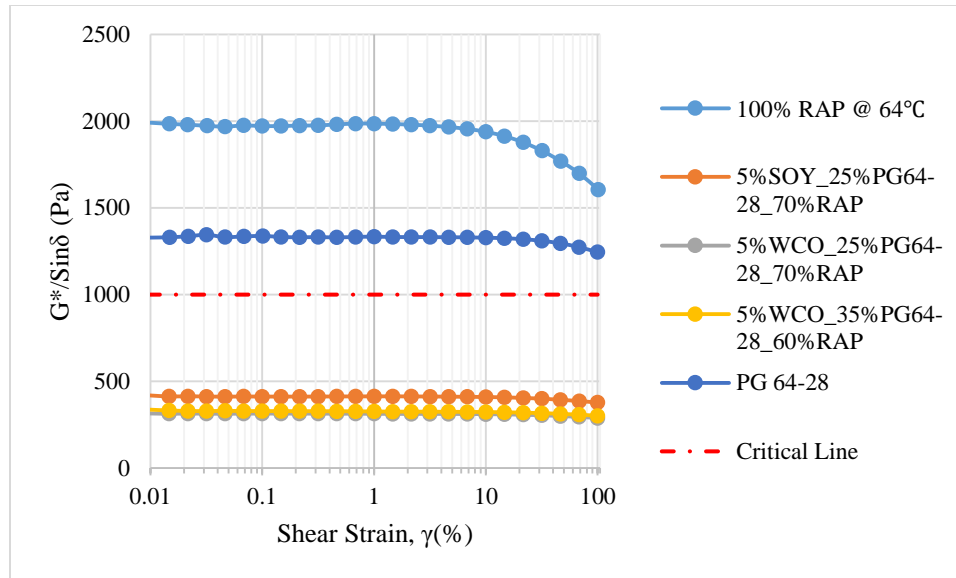 2500
2000
1500
1000
500
0
G*/Sinδ (Pa)
0.01 0.1 1 10 100
Shear Strain, γ(%)
100% RAP @ 64℃
5%SOY_25%PG64-
28_70%RAP
5%WCO_25%PG64-
28_70%RAP
5%WCO_35%PG64-
28_60%RAP
PG 64-28
Critical Line